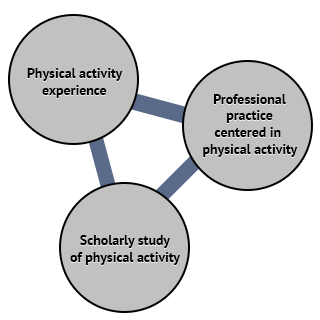 Physical activity
experience
Professional
practice
centered in
physical activity
Scholarly study
of physical activity